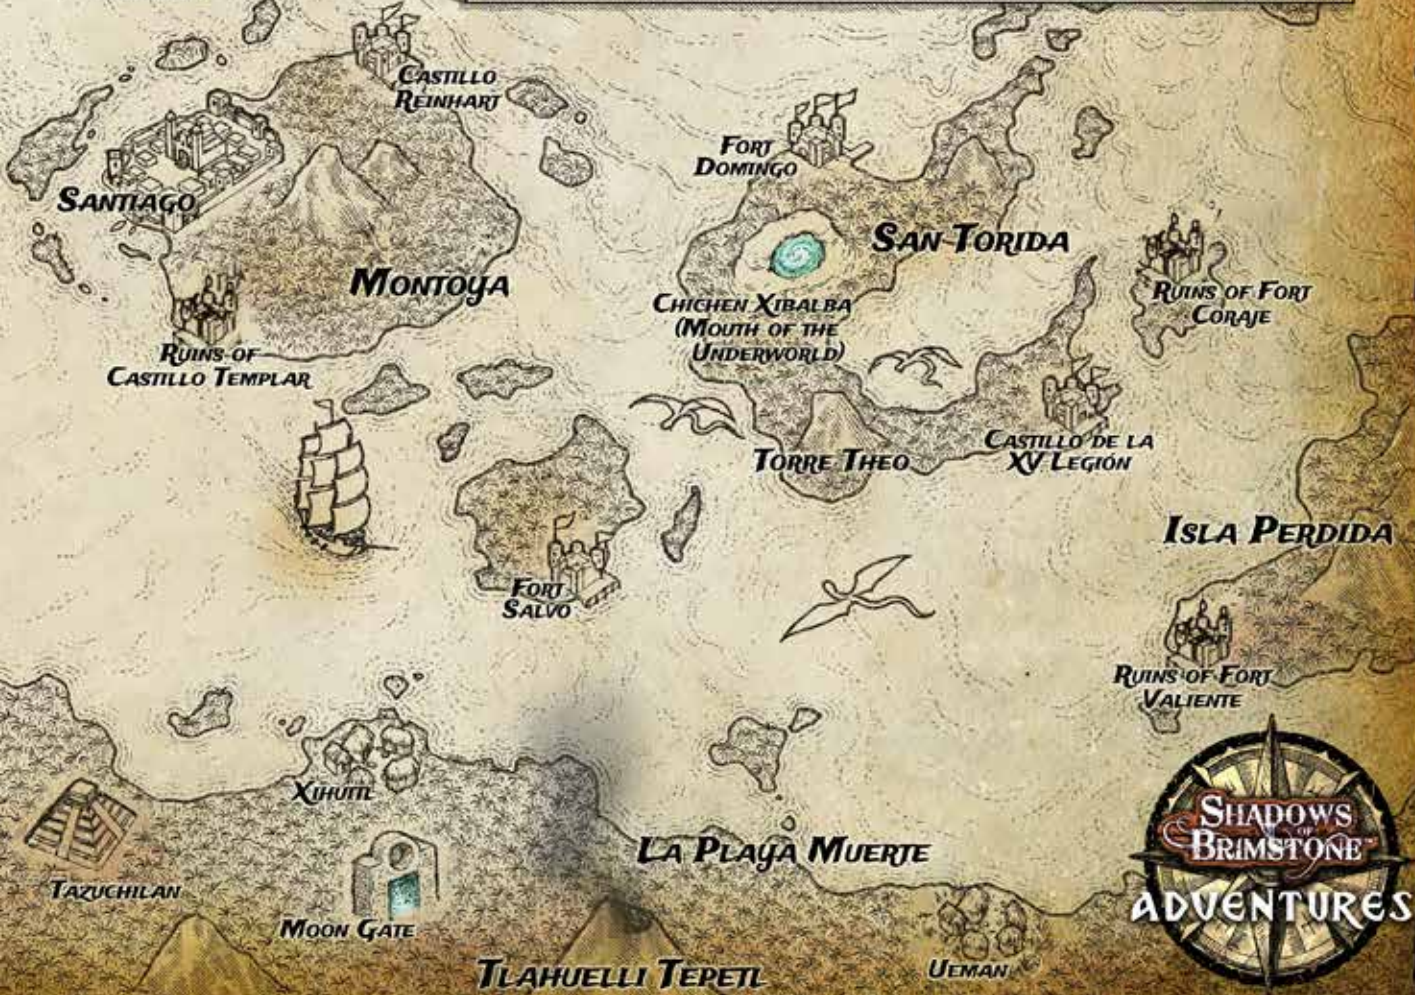 CASTILLO
REINHART
SANTIAGO
MONTOYA
RUINS OF
CASTILLO TEMPLAR
FORT
DOMINGO
SAN TORIDA
CHICHEN XIBALBA
(MOUTH OF THE
UNDERWORLD)
RUINS OF FORT
CORAJE
TORRE THEO
CASTILLO DE LA
XV LEGIÓN
FORT
SALVO
ISLA PERDIDA
RUINS OF FORT
VALIENTE
XIHUITL
TAZUCHILAN
MOON GATE
LA PLAYA MUERTE
TLAHUELLI TEPETL
UEMAN
SHADOWS
OF
BRIMSTONE
ADVENTURES